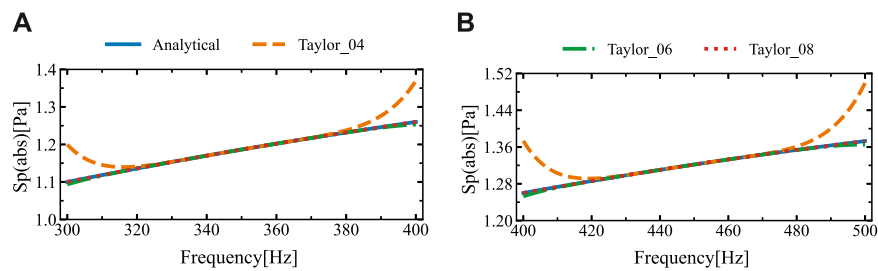 A
Analytical Taylor_04
Sp(abs)[Pa]
1.4
1.3
1.2
1.1
1.0
300 320 340 360 380 400
Frequency[Hz]
B
Taylor_06 Taylor_08
Sp(abs)[Pa]
1.52
1.44
1.36
1.28
1.20
400 420 440 460 480 500
Frequency[Hz]